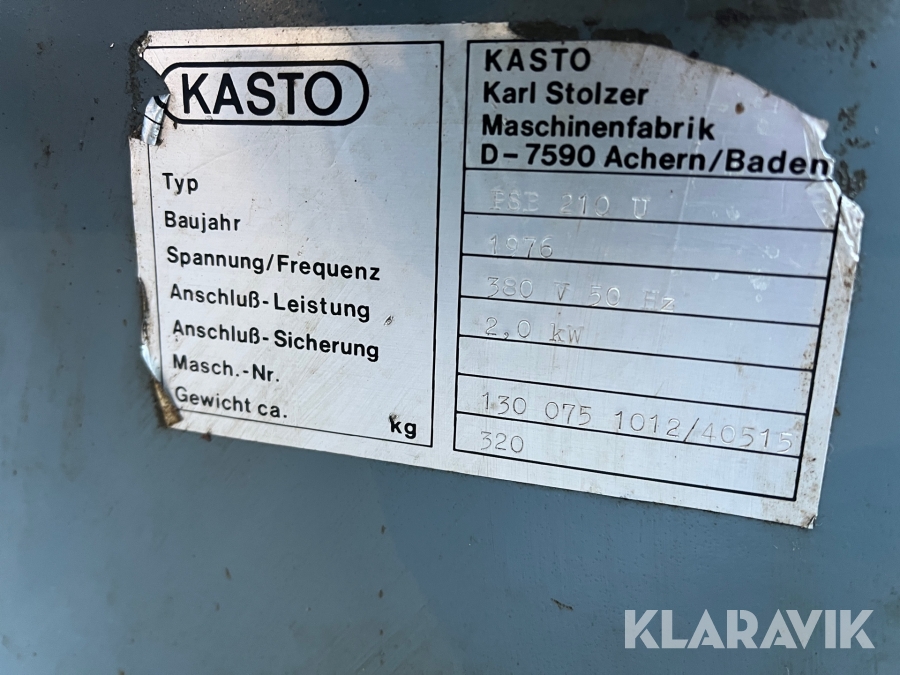 KASTO
KASTO
Karl Stolzer
Maschinenfabrik
D-7590 Achern/Baden
Typ
PSB 210 U
Baujahr
1976
Spannung/Frequenz
380 V 50 Hz
Anschluß-Leistung
2,0 kW
Anschluß-Sicherung
Masch.-Nr.
130 075 1012/40515
Gewicht ca. kg
320
KLARAVIK